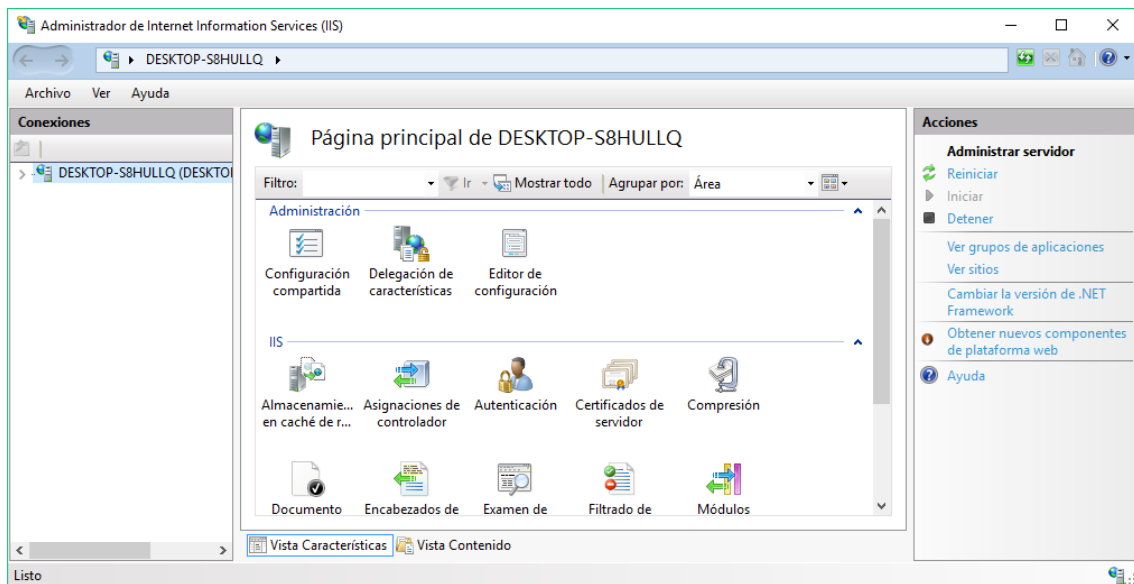 Administrador de Internet Information Services (IIS)
DESKTOP-S8HULLQ
Archivo Ver Ayuda
Conexiones
DESKTOP-S8HULLQ (DESKTO
Página principal de DESKTOP-S8HULLQ
Filtro: Ir Mostrar todo Agrupar por: Área
Administración
Configuración compartida
Delegación de características
Editor de configuración
IIS
Almacenamie... en caché de r...
Asignaciones de controlador
Autenticación
Certificados de servidor
Compresión
Documento
Encabezados de
Examen de
Filtrado de
Módulos
Vista Características Vista Contenido
Acciones
Administrar servidor
Reiniciar
Iniciar
Detener
Ver grupos de aplicaciones
Ver sitios
Cambiar la versión de .NET
Framework
Obtener nuevos componentes
de plataforma web
Ayuda
Listo